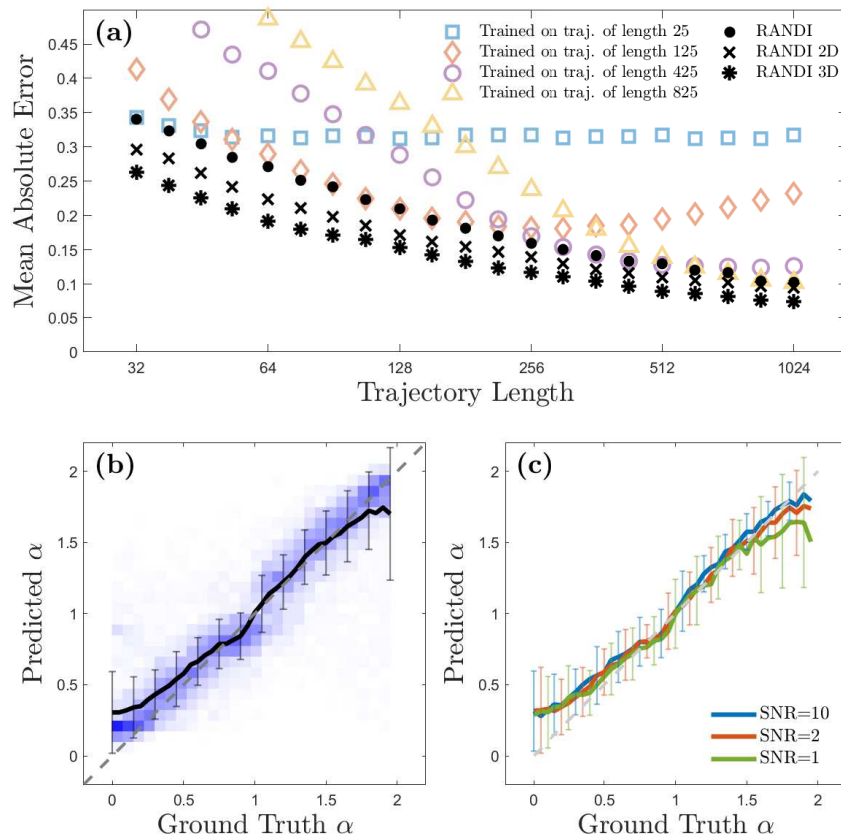 (a)
Trained on traj. of length 25
Trained on traj. of length 125
Trained on traj. of length 425
Trained on traj. of length 825
RANDI
RANDI 2D
RANDI 3D
Mean Absolute Error
0.45
0.4
0.35
0.3
0.25
0.2
0.15
0.1
0.05
0
32 64 128 256 512 1024
Trajectory Length
(b)
Predicted α
2
1.5
1
0.5
0
0 0.5 1 1.5 2
Ground Truth α
(c)
Predicted α
2
1.5
1
0.5
0
SNR=10
SNR=2
SNR=1
0 0.5 1 1.5 2
Ground Truth α